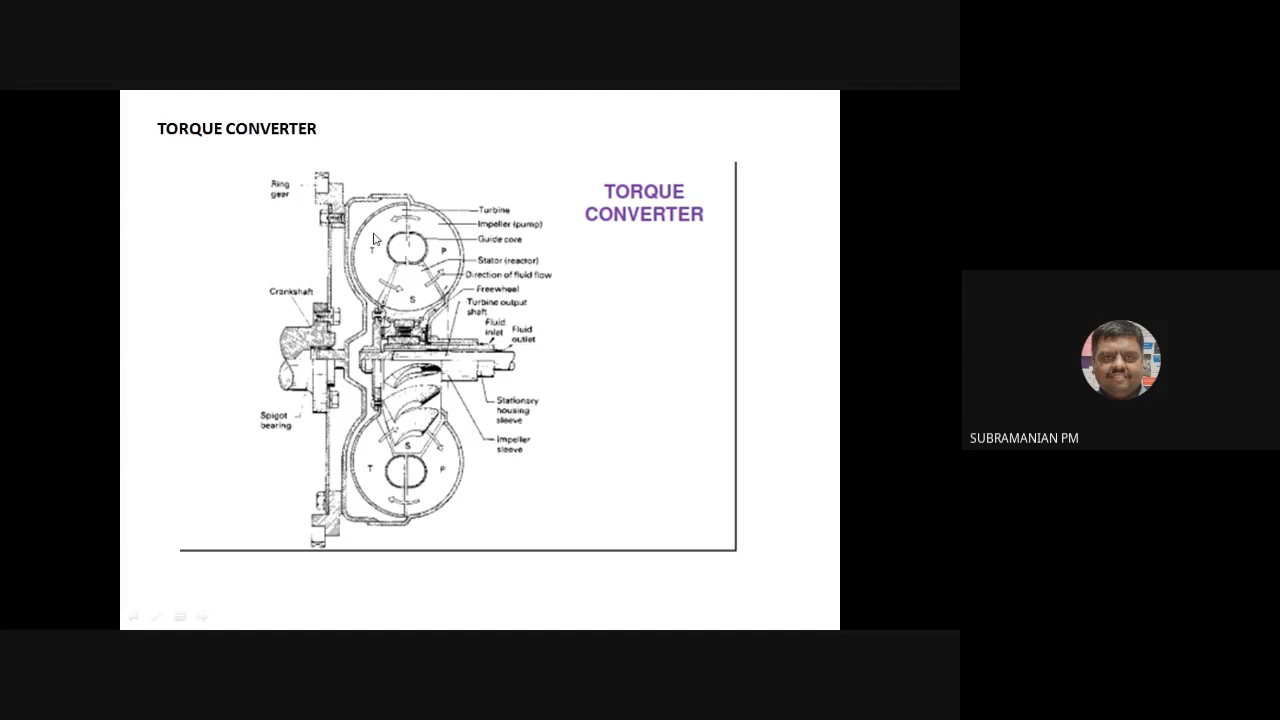 TORQUE CONVERTER
TORQUE
CONVERTER
Ring
gear
Turbine
Impeller (pump)
Guide core
T
P
Stator (reactor)
Direction of fluid flow
Freewheel
S
Turbine output
shaft
Crankshaft
Fluid
inlet
Fluid
outlet
Stationary
housing
sleeve
Spigot
bearing
Impeller
sleeve
S
T
P
SUBRAMANIAN PM